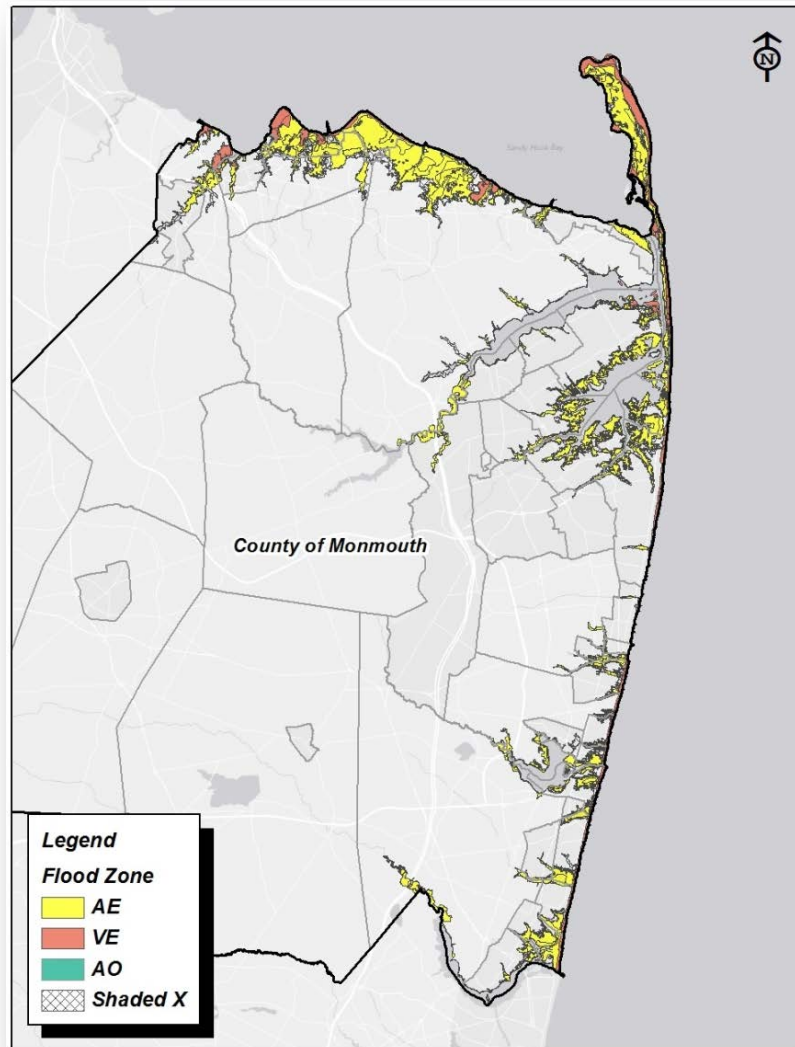 N
Sandy Hook Bay
County of Monmouth
Legend
Flood Zone
AE
VE
AO
Shaded X